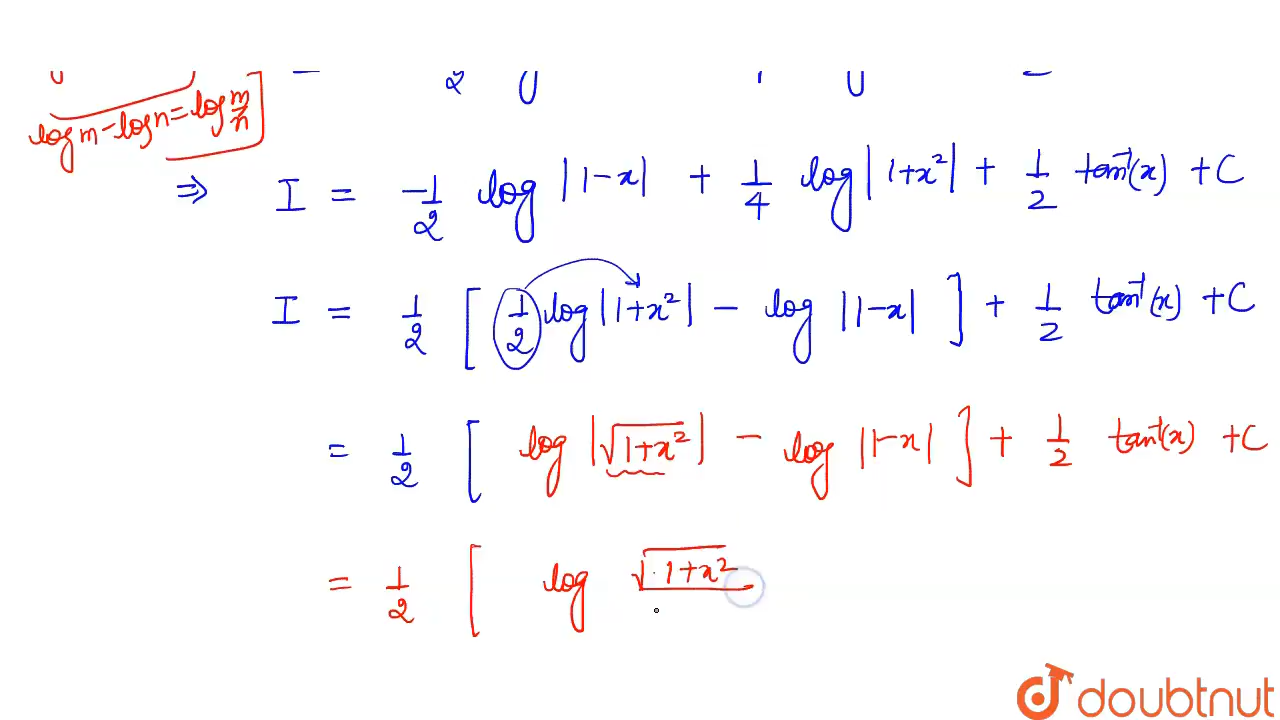 log m - log n = log m/n ]
⇒ I = -1/2 log |1-x| + 1/4 log |1+x²| + 1/2 tan⁻¹(x) + C
I = 1/2 [ 1/2 log |1+x²| - log |1-x| ] + 1/2 tan⁻¹(x) + C
= 1/2 [ log |√(1+x²)| - log |1-x| ] + 1/2 tan⁻¹(x) + C
= 1/2 [ log √(1+x²)
doubtnut